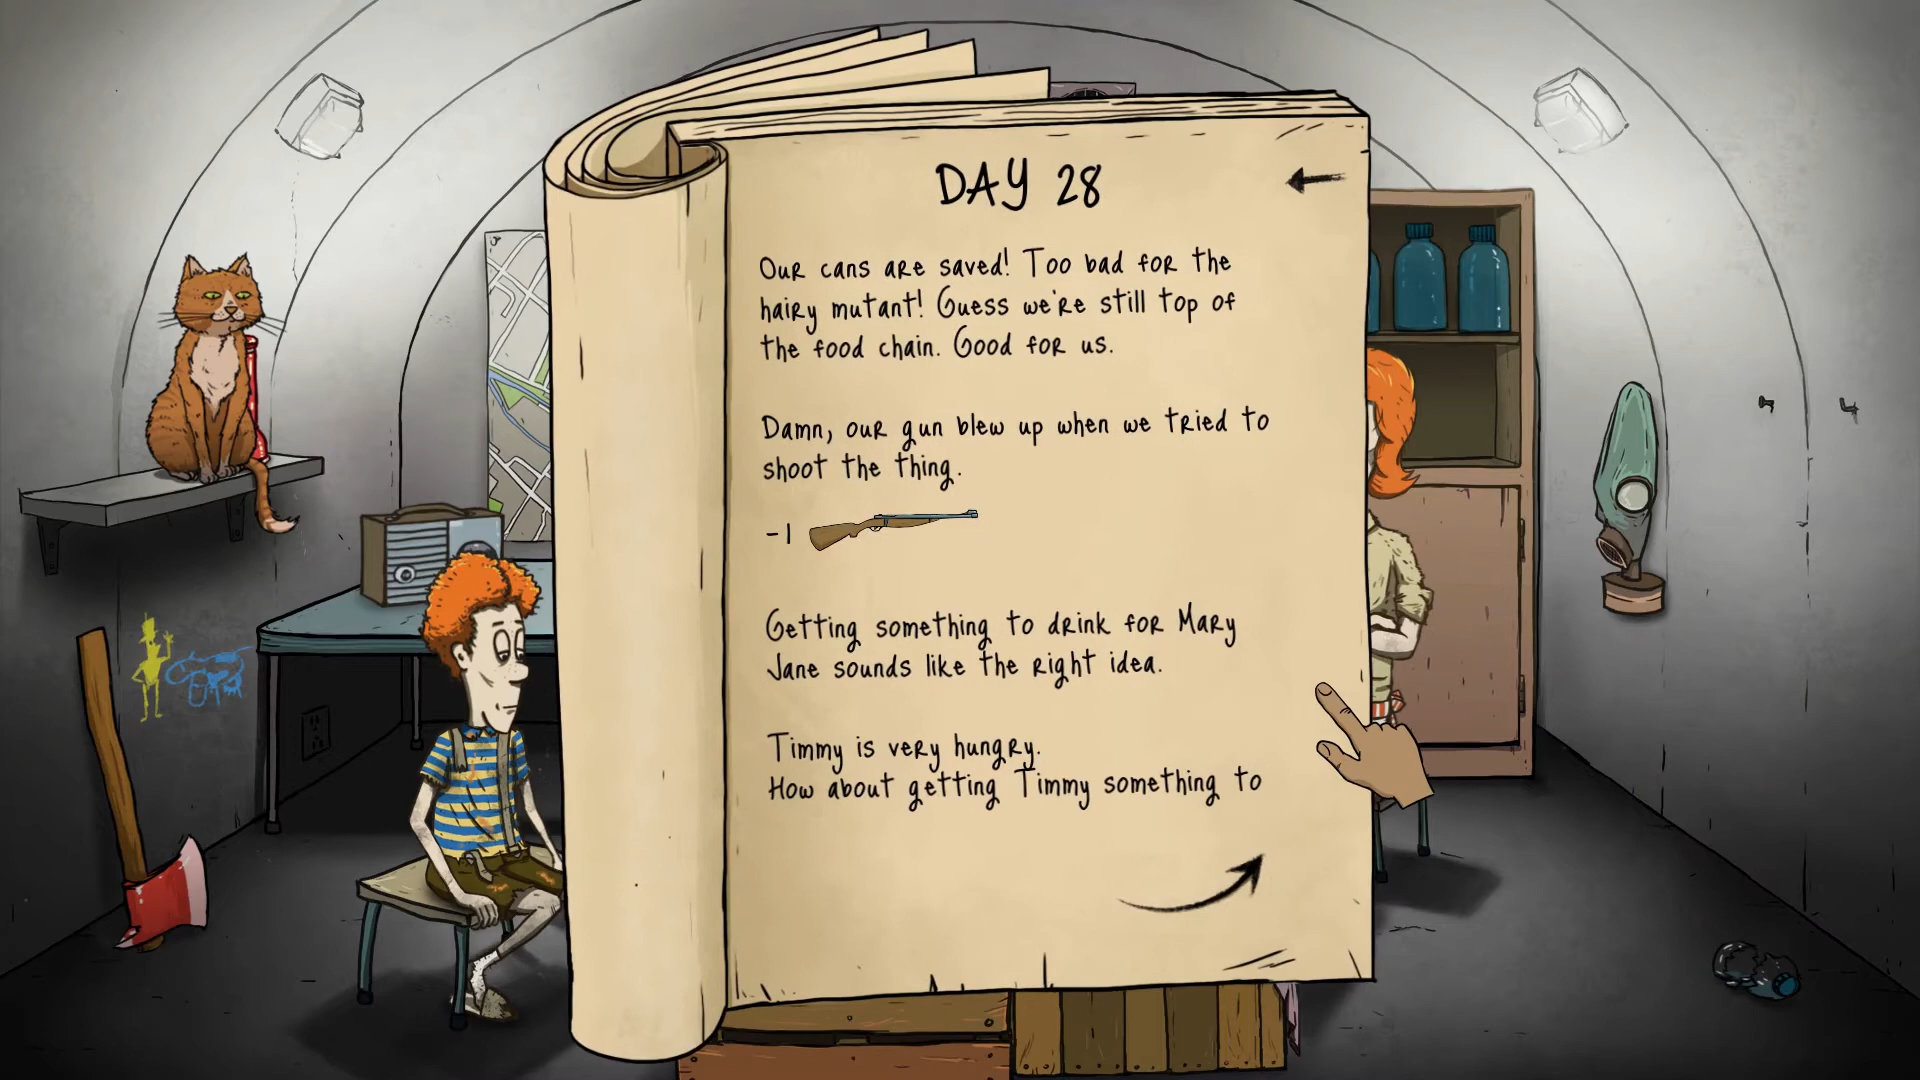 DAY 28
Our cans are saved! Too bad for the
hairy mutant! Guess we're still top of
the food chain. Good for us.
Damn, our gun blew up when we tried to
shoot the thing.
-1
Getting something to drink for Mary
Jane sounds like the right idea.
Timmy is very hungry.
How about getting Timmy something to